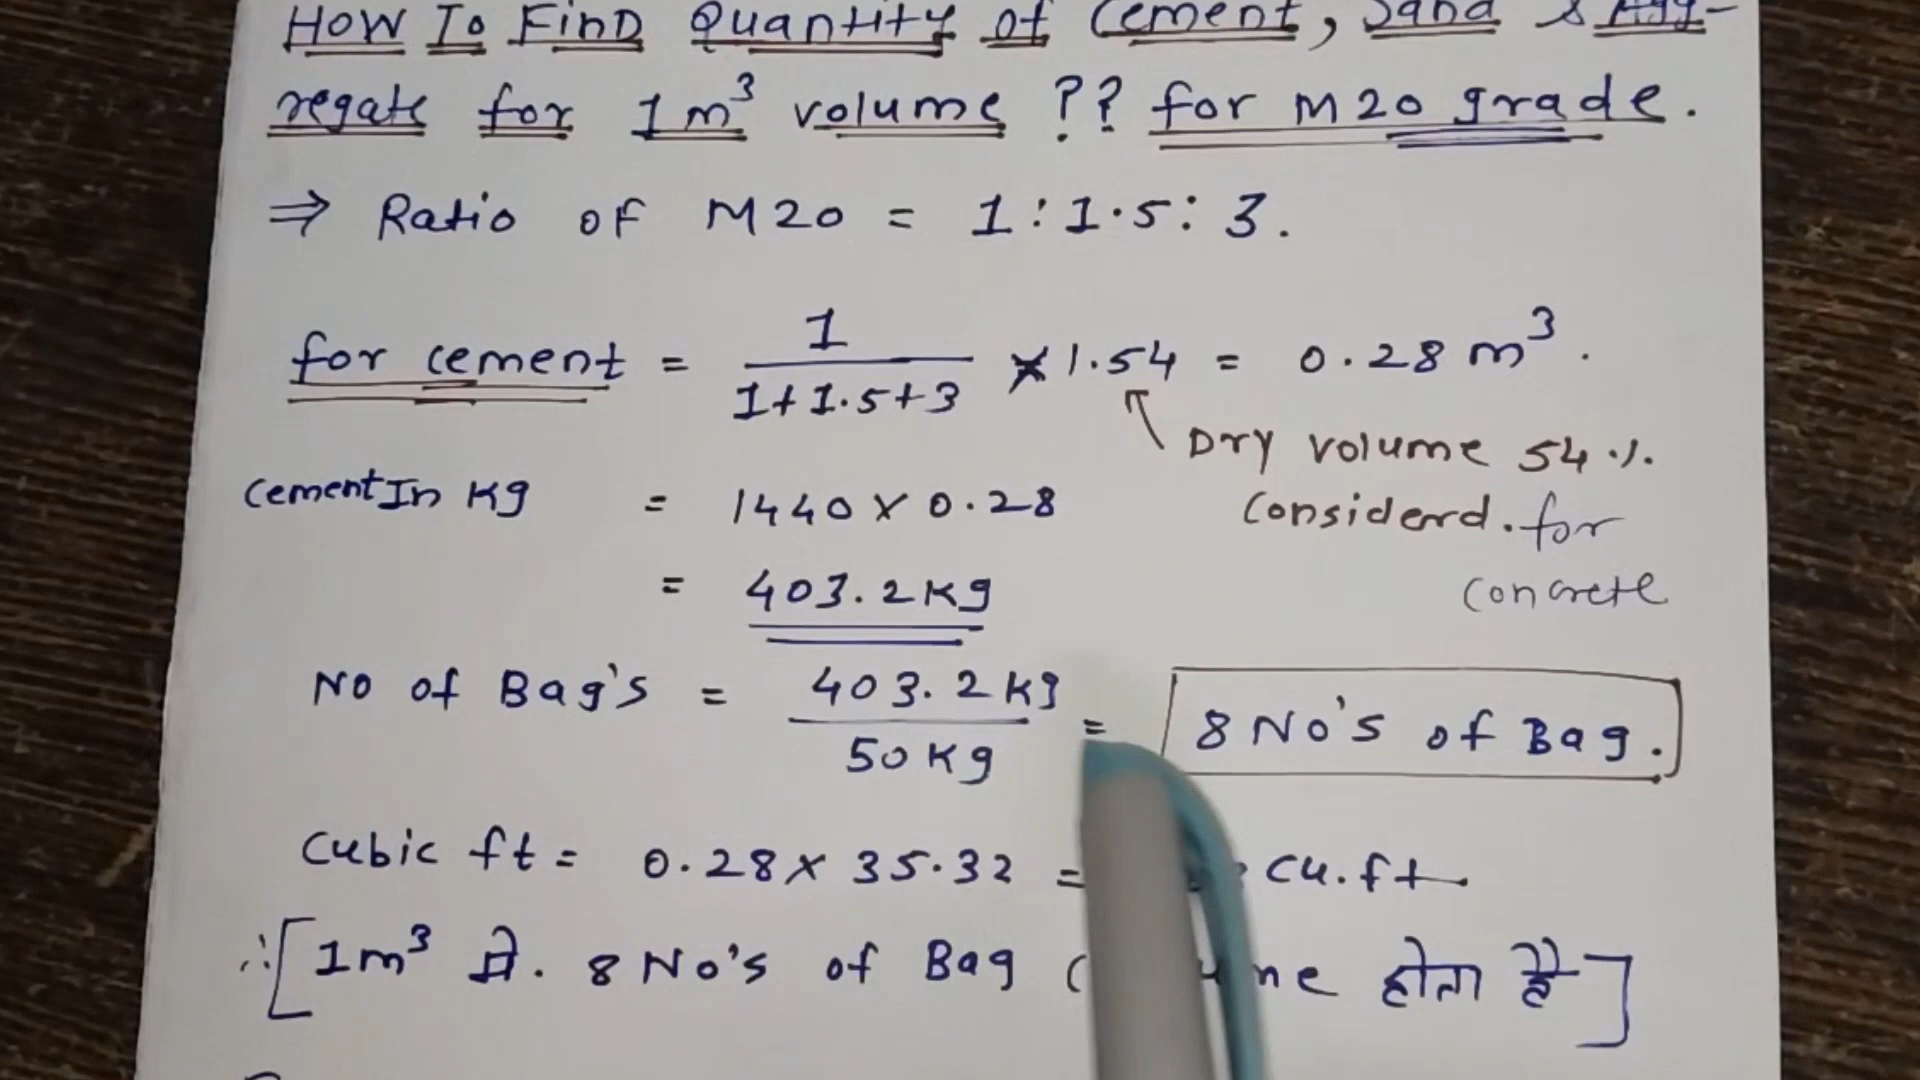 How To Find Quantity of Cement, Sand & Agg-
regate for 1m³ volume ?? for M20 grade.
⇒ Ratio of M20 = 1:1.5:3.
for cement = 1/(1+1.5+3) × 1.54 = 0.28 m³.
Dry volume 54%.
Considerd. for
concrete
Cement In Kg = 1440 × 0.28
= 403.2 Kg
No of Bag's = 403.2 Kg / 50 Kg = 8 No's of Bag.
Cubic ft = 0.28 × 35.32 = cu.ft.
∴ [1m³ मे. 8 No's of Bag ( होता है]